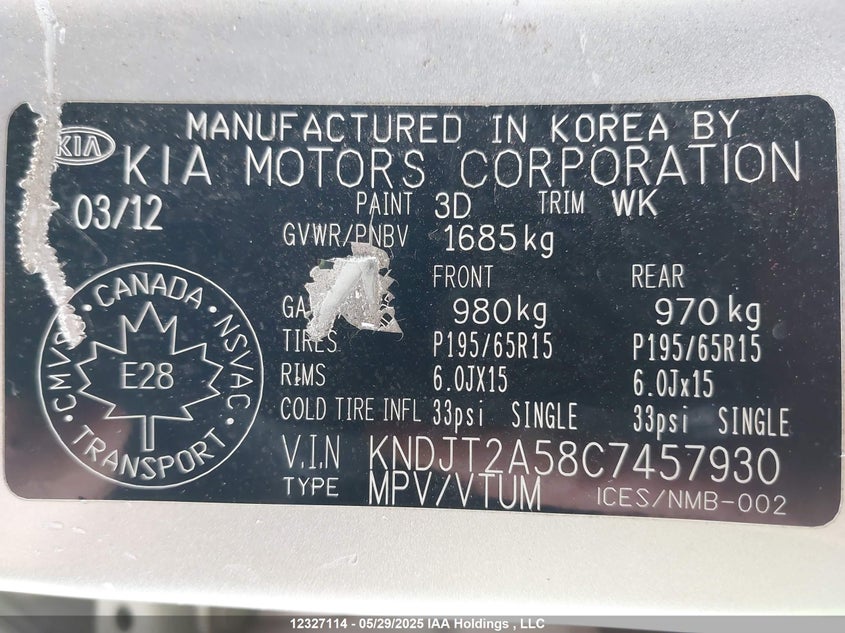 MANUFACTURED IN KOREA BY
KIA
KIA MOTORS CORPORATION
03/12
PAINT 3D TRIM WK
GVWR/PNBV 1685kg
FRONT REAR
980kg 970kg
TIRES P195/65R15 P195/65R15
RIMS 6.0JX15 6.0Jx15
COLD TIRE INFL 33psi SINGLE 33psi SINGLE
V.I.N KNDJT2A58C7457930
TYPE MPV/VTUM ICES/NMB-002
CANADA
NSVAC
E28
TRANSPORT
12327114 - 05/29/2025 IAA Holdings , LLC